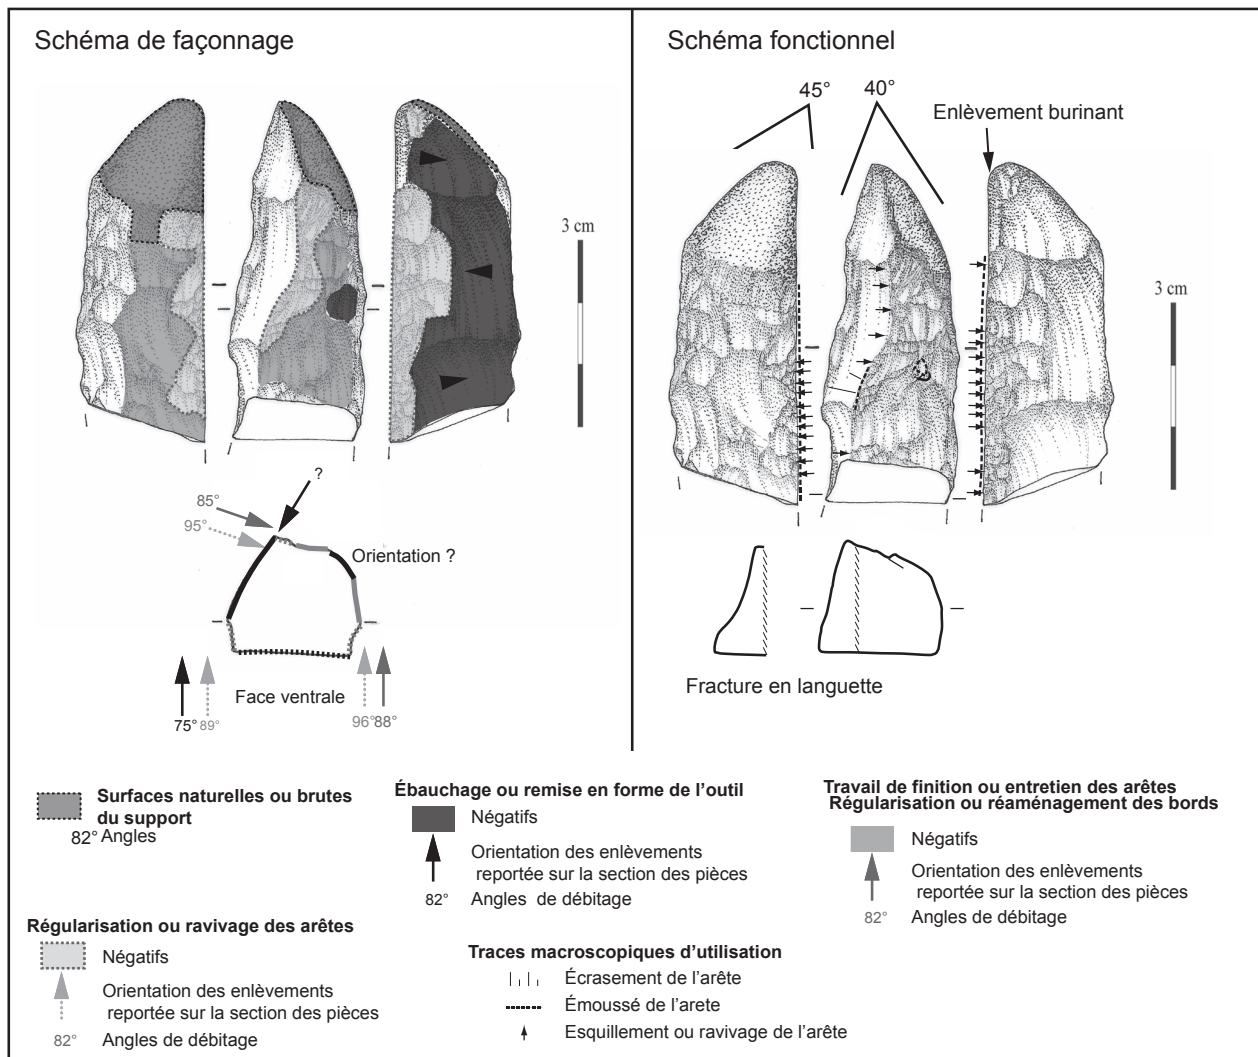 Schéma de façonnage
3 cm
?
85°
95°
Orientation ?
Face ventrale
75° 89°
96° 88°
Schéma fonctionnel
45° 40°
Enlèvement burinant
3 cm
Fracture en languette
Surfaces naturelles ou brutes
du support
82° Angles
Ébauchage ou remise en forme de l'outil
Négatifs
Orientation des enlèvements
reportée sur la section des pièces
82° Angles de débitage
Travail de finition ou entretien des arêtes
Régularisation ou réaménagement des bords
Négatifs
Orientation des enlèvements
reportée sur la section des pièces
82° Angles de débitage
Régularisation ou ravivage des arêtes
Négatifs
Orientation des enlèvements
reportée sur la section des pièces
82° Angles de débitage
Traces macroscopiques d'utilisation
Écrasement de l'arête
Émoussé de l'arete
Esquillement ou ravivage de l'arête